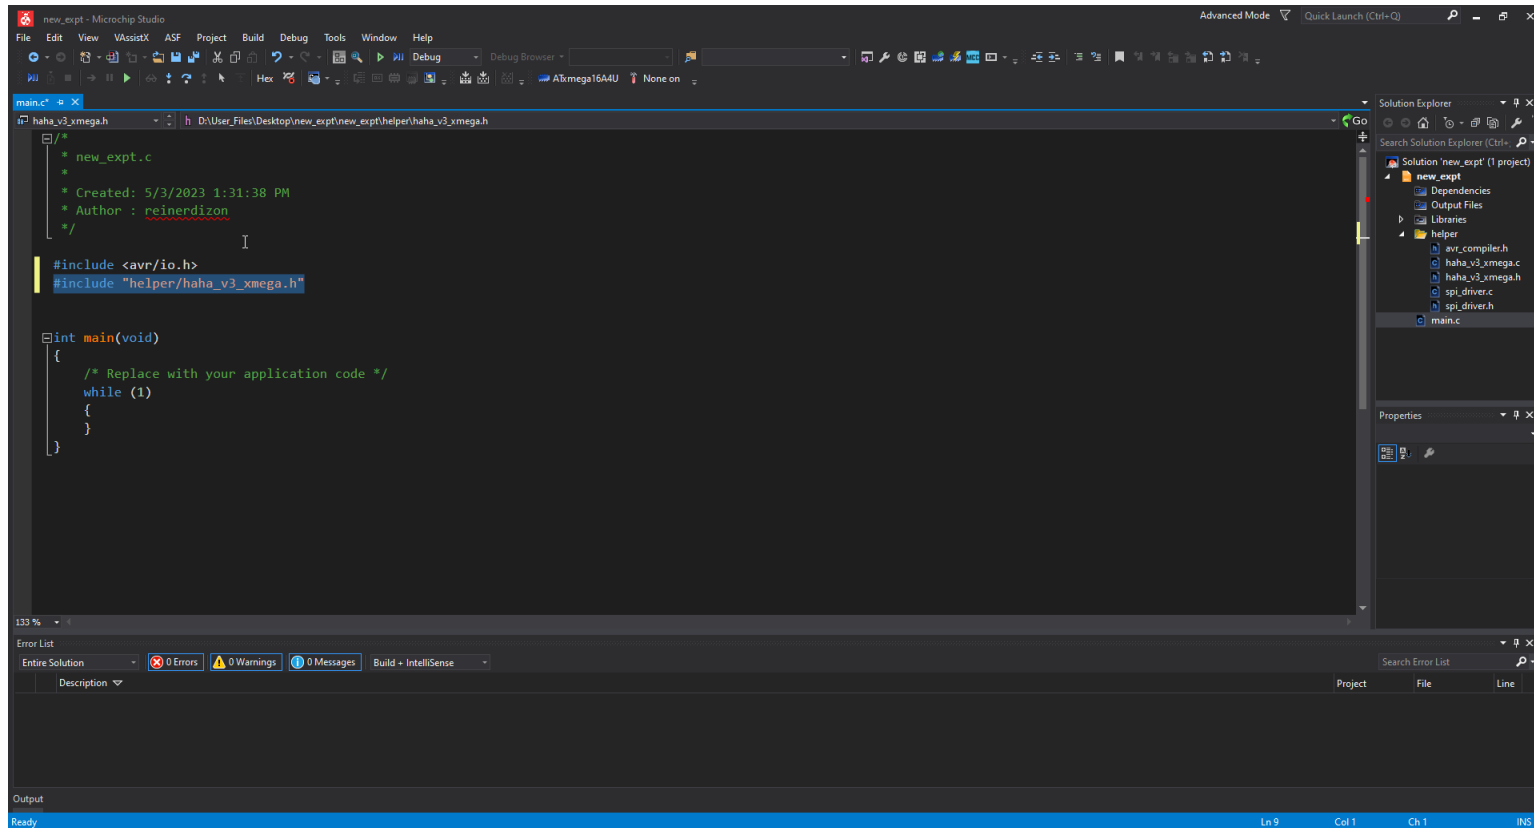 new_expt - Microchip Studio
Advanced Mode
Quick Launch (Ctrl+Q)
File Edit View VAssistX ASF Project Build Debug Tools Window Help
Debug
Debug Browser
Hex
ATxmega16A4U
None on
main.c*
haha_v3_xmega.h
h D:\User_Files\Desktop\new_expt\new_expt\helper\haha_v3_xmega.h
Go
/*
* new_expt.c
*
* Created: 5/3/2023 1:31:38 PM
* Author : reinerdizon
*/
#include <avr/io.h>
#include "helper/haha_v3_xmega.h"
int main(void)
{
/* Replace with your application code */
while (1)
{
}
}
133 %
Solution Explorer
Search Solution Explorer (Ctrl+;
Solution 'new_expt' (1 project)
new_expt
Dependencies
Output Files
Libraries
helper
avr_compiler.h
haha_v3_xmega.c
haha_v3_xmega.h
spi_driver.c
spi_driver.h
main.c
Properties
Error List
Entire Solution
0 Errors
0 Warnings
0 Messages
Build + IntelliSense
Search Error List
Description
Project
File
Line
Output
Ready
Ln 9
Col 1
Ch 1
INS